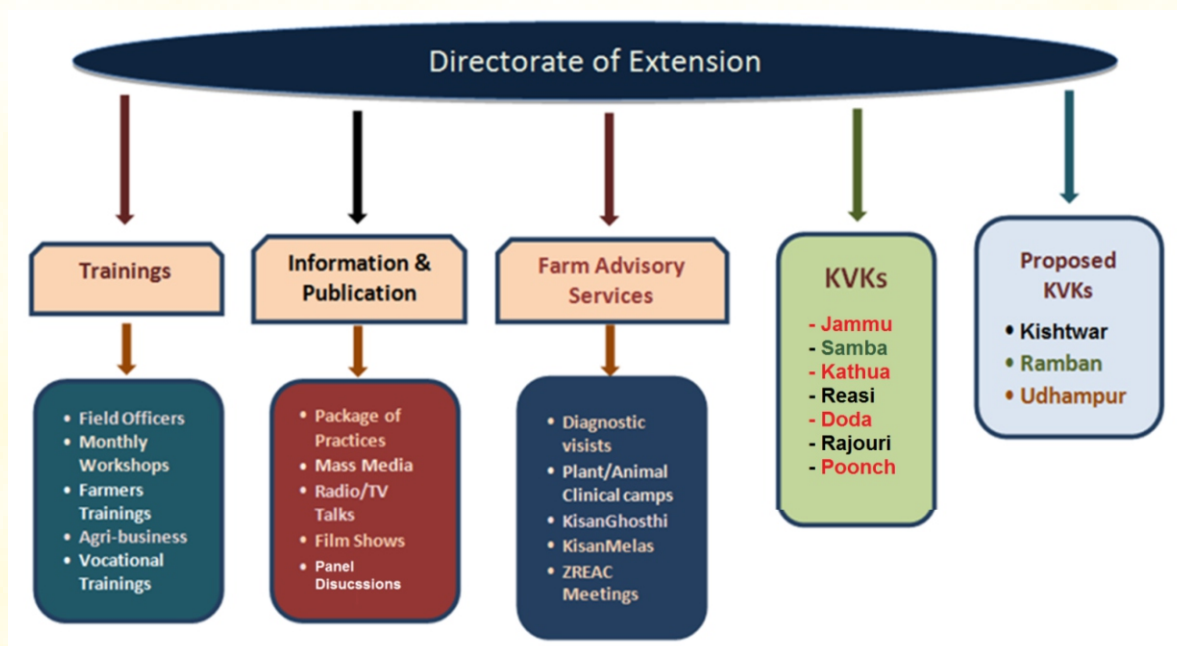 Directorate of Extension
Trainings
• Field Officers
• Monthly
Workshops
• Farmers
Trainings
• Agri-business
• Vocational
Trainings
Information &
Publication
• Package of
Practices
• Mass Media
• Radio/TV
Talks
• Film Shows
• Panel
Disucssions
Farm Advisory
Services
• Diagnostic
visists
• Plant/Animal
Clinical camps
• KisanGhosthi
• KisanMelas
• ZREAC
Meetings
KVKs
- Jammu
- Samba
- Kathua
- Reasi
- Doda
- Rajouri
- Poonch
Proposed
KVKs
• Kishtwar
• Ramban
• Udhampur